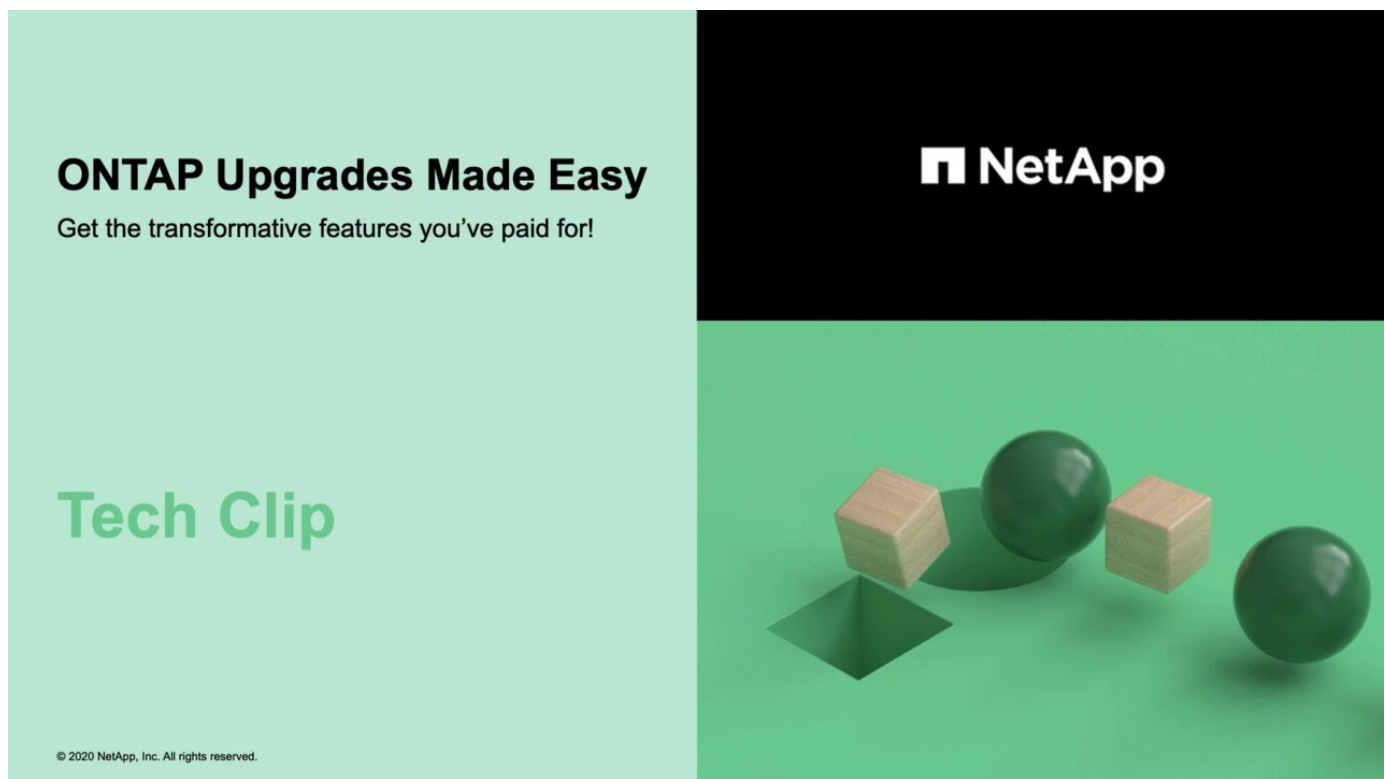 ONTAP Upgrades Made Easy
Get the transformative features you’ve paid for!
NetApp
Tech Clip
© 2020 NetApp, Inc. All rights reserved.